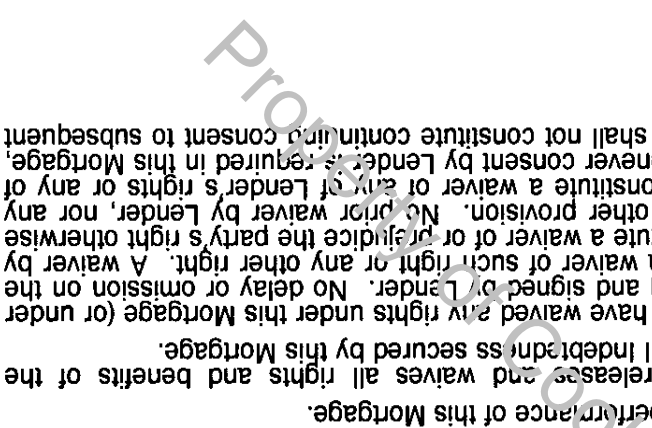 performance of this Mortgage.
releases and waives all rights and benefits of the
l Indebtedness secured by this Mortgage.
have waived any rights under this Mortgage (or under
and signed by Lender. No delay or omission on the
a waiver of such right or any other right. A waiver by
ute a waiver of or prejudice the party's right otherwise
other provision. No prior waiver by Lender, nor any
onstitute a waiver of any of Lender's rights or any of
never consent by Lender is required in this Mortgage,
shall not constitute continuing consent to subsequent
Property of Coo